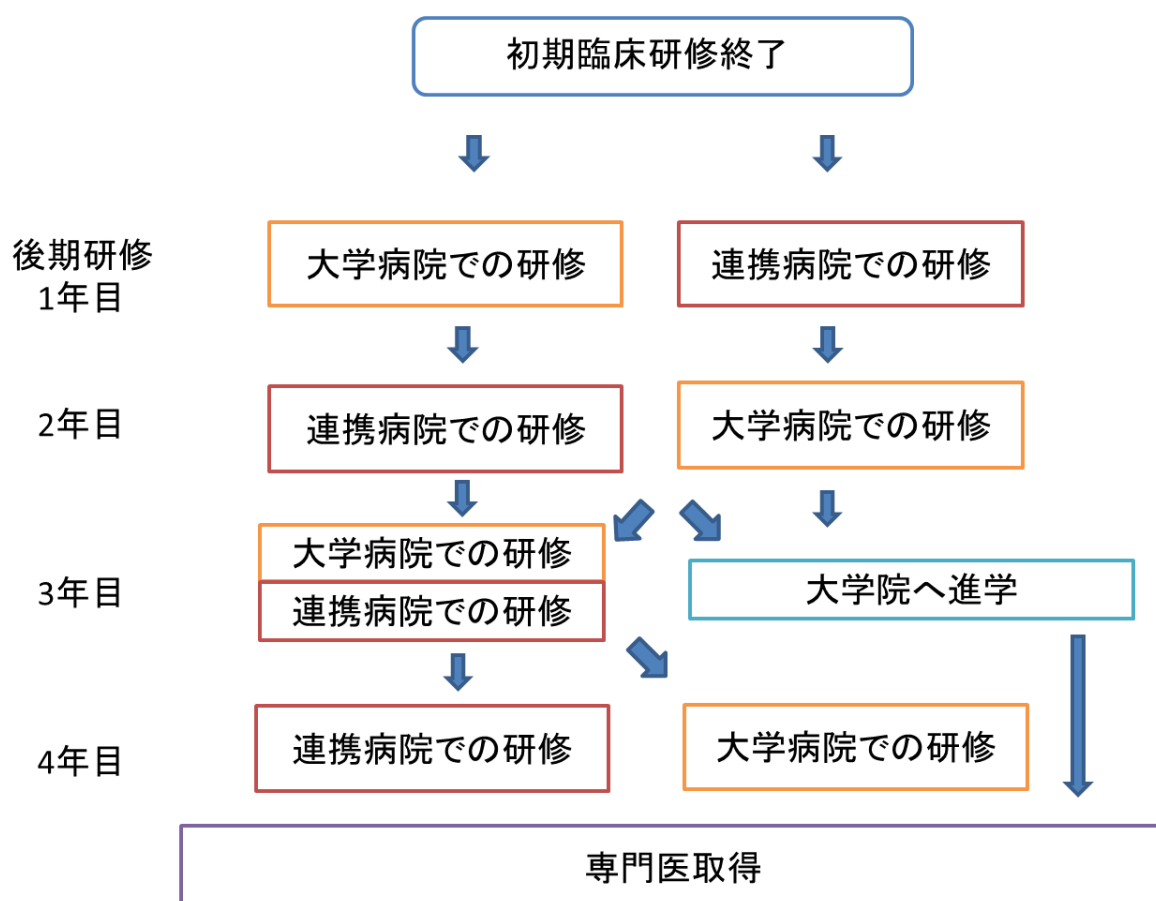 初期臨床研修終了
後期研修
1年目
大学病院での研修
連携病院での研修
2年目
連携病院での研修
大学病院での研修
3年目
大学病院での研修
連携病院での研修
大学院へ進学
4年目
連携病院での研修
大学病院での研修
専門医取得